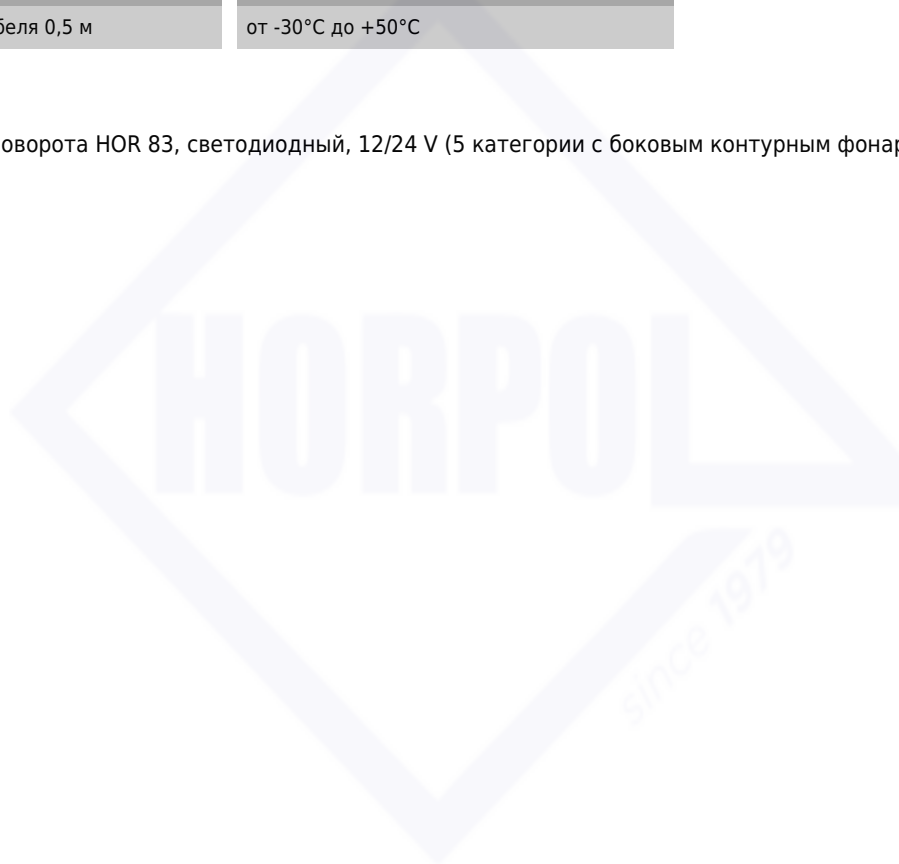 беля 0,5 м от -30°C до +50°C
оворота HOR 83, светодиодный, 12/24 V (5 категории с боковым контурным фонар
HORPOL
since 1979